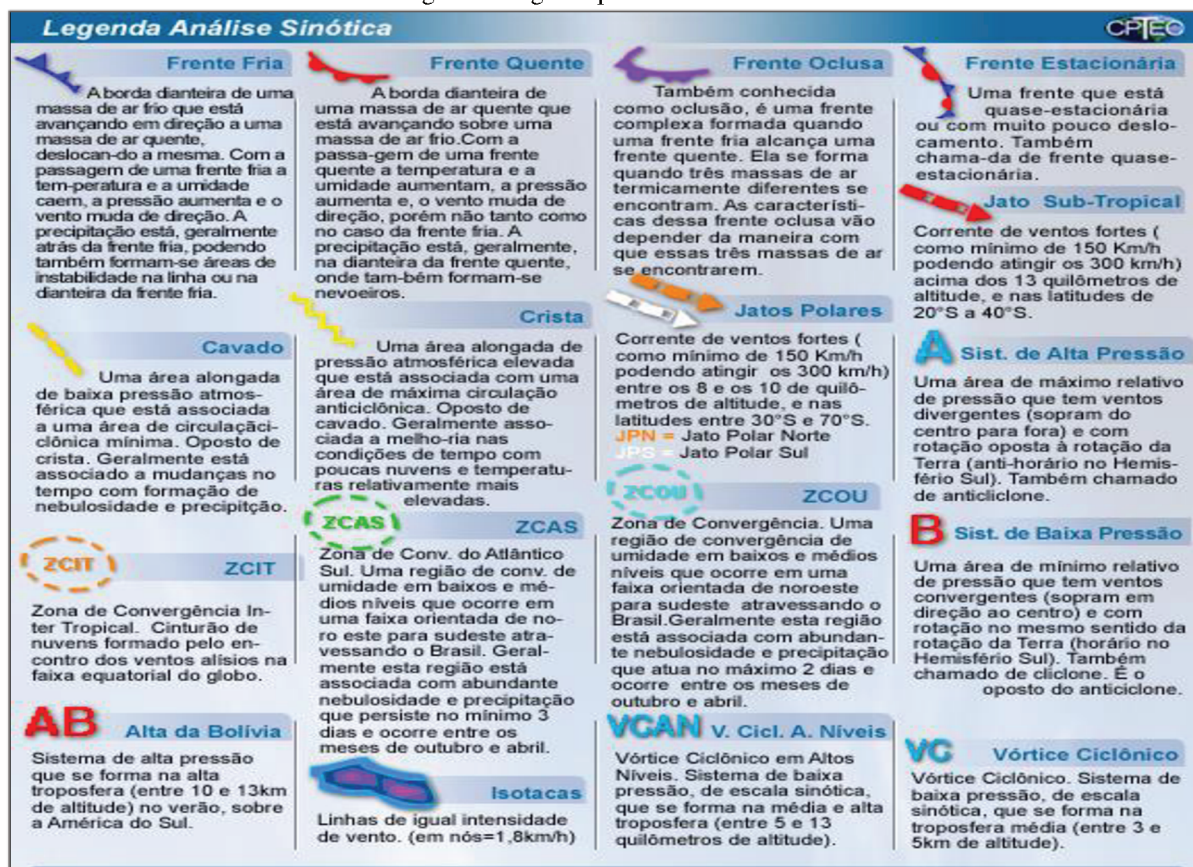 Legenda Análise Sinótica
CPTEC
Frente Fria
A borda dianteira de uma
massa de ar frio que está
avançando em direção a uma
massa de ar quente,
deslocan-do a mesma. Com a
passagem de uma frente fria a
tem-peratura e a umidade
caem, a pressão aumenta e o
vento muda de direção. A
precipitação está, geralmente
atrás da frente fria, podendo
também formam-se áreas de
instabilidade na linha ou na
dianteira da frente fria.
Cavado
Uma área alongada
de baixa pressão atmos-
férica que está associada
a uma área de circulaçãci-
clônica mínima. Oposto de
crista. Geralmente está
associado a mudanças no
tempo com formação de
nebulosidade e precipitção.
ZCIT
ZCIT
Zona de Convergência In-
ter Tropical. Cinturão de
nuvens formado pelo en-
contro dos ventos alísios na
faixa equatorial do globo.
AB
Alta da Bolívia
Sistema de alta pressão
que se forma na alta
troposfera (entre 10 e 13km
de altitude) no verão, sobre
a América do Sul.
Frente Quente
A borda dianteira de
uma massa de ar quente que
está avançando sobre uma
massa de ar frio.Com a
passa-gem de uma frente
quente a temperatura e a
umidade aumentam, a pressão
aumenta e, o vento muda de
direção, porém não tanto como
no caso da frente fria. A
precipitação está, geralmente,
na dianteira da frente quente,
onde tam-bém formam-se
nevoeiros.
Crista
Uma área alongada de
pressão atmosférica elevada
que está associada com uma
área de máxima circulação
anticiclônica. Oposto de
cavado. Geralmente asso-
ciada a melho-ria nas
condições de tempo com
poucas nuvens e temperatu-
ras relativamente mais
elevadas.
ZCAS
ZCAS
Zona de Conv. do Atlântico
Sul. Uma região de conv. de
umidade em baixos e mé-
dios níveis que ocorre em
uma faixa orientada de no-
ro este para sudeste atra-
vessando o Brasil. Geral-
mente esta região está
associada com abundante
nebulosidade e precipitação
que persiste no mínimo 3
dias e ocorre entre os
meses de outubro e abril.
Isotacas
Linhas de igual intensidade
de vento. (em nós=1,8km/h)
Frente Oclusa
Também conhecida
como oclusão, é uma frente
complexa formada quando
uma frente fria alcança uma
frente quente. Ela se forma
quando três massas de ar
termicamente diferentes se
encontram. As característi-
cas dessa frente oclusa vão
depender da maneira com
que essas três massas de ar
se encontrarem.
Jatos Polares
Corrente de ventos fortes (
como mínimo de 150 Km/h
podendo atingir os 300 km/h)
entre os 8 e os 10 de quilô-
metros de altitude, e nas
latitudes entre 30°S e 70°S.
JPN = Jato Polar Norte
JPS = Jato Polar Sul
ZCOU
ZCOU
Zona de Convergência. Uma
região de convergência de
umidade em baixos e médios
níveis que ocorre em uma
faixa orientada de noroeste
para sudeste atravessando o
Brasil.Geralmente esta região
está associada com abundan-
te nebulosidade e precipitação
que atua no máximo 2 dias e
ocorre entre os meses de
outubro e abril.
VCAN
V. Cicl. A. Níveis
Vórtice Ciclônico em Altos
Níveis. Sistema de baixa
pressão, de escala sinótica,
que se forma na média e alta
troposfera (entre 5 e 13
quilômetros de altitude).
Frente Estacionária
Uma frente que está
quase-estacionária
ou com muito pouco deslo-
camento. Também
chama-da de frente quase-
estacionária.
Jato Sub-Tropical
Corrente de ventos fortes (
como mínimo de 150 Km/h
podendo atingir os 300 km/h)
acima dos 13 quilômetros de
altitude, e nas latitudes de
20°S a 40°S.
A
Sist. de Alta Pressão
Uma área de máximo relativo
de pressão que tem ventos
divergentes (sopram do
centro para fora) e com
rotação oposta à rotação da
Terra (anti-horário no Hemis-
fério Sul). Também chamado
de anticliclone.
B
Sist. de Baixa Pressão
Uma área de mínimo relativo
de pressão que tem ventos
convergentes (sopram em
direção ao centro) e com
rotação no mesmo sentido da
rotação da Terra (horário no
Hemisfério Sul). Também
chamado de cliclone. É o
oposto do anticiclone.
VC
Vórtice Ciclônico
Vórtice Ciclônico. Sistema de
baixa pressão, de escala
sinótica, que se forma na
troposfera média (entre 3 e
5km de altitude).